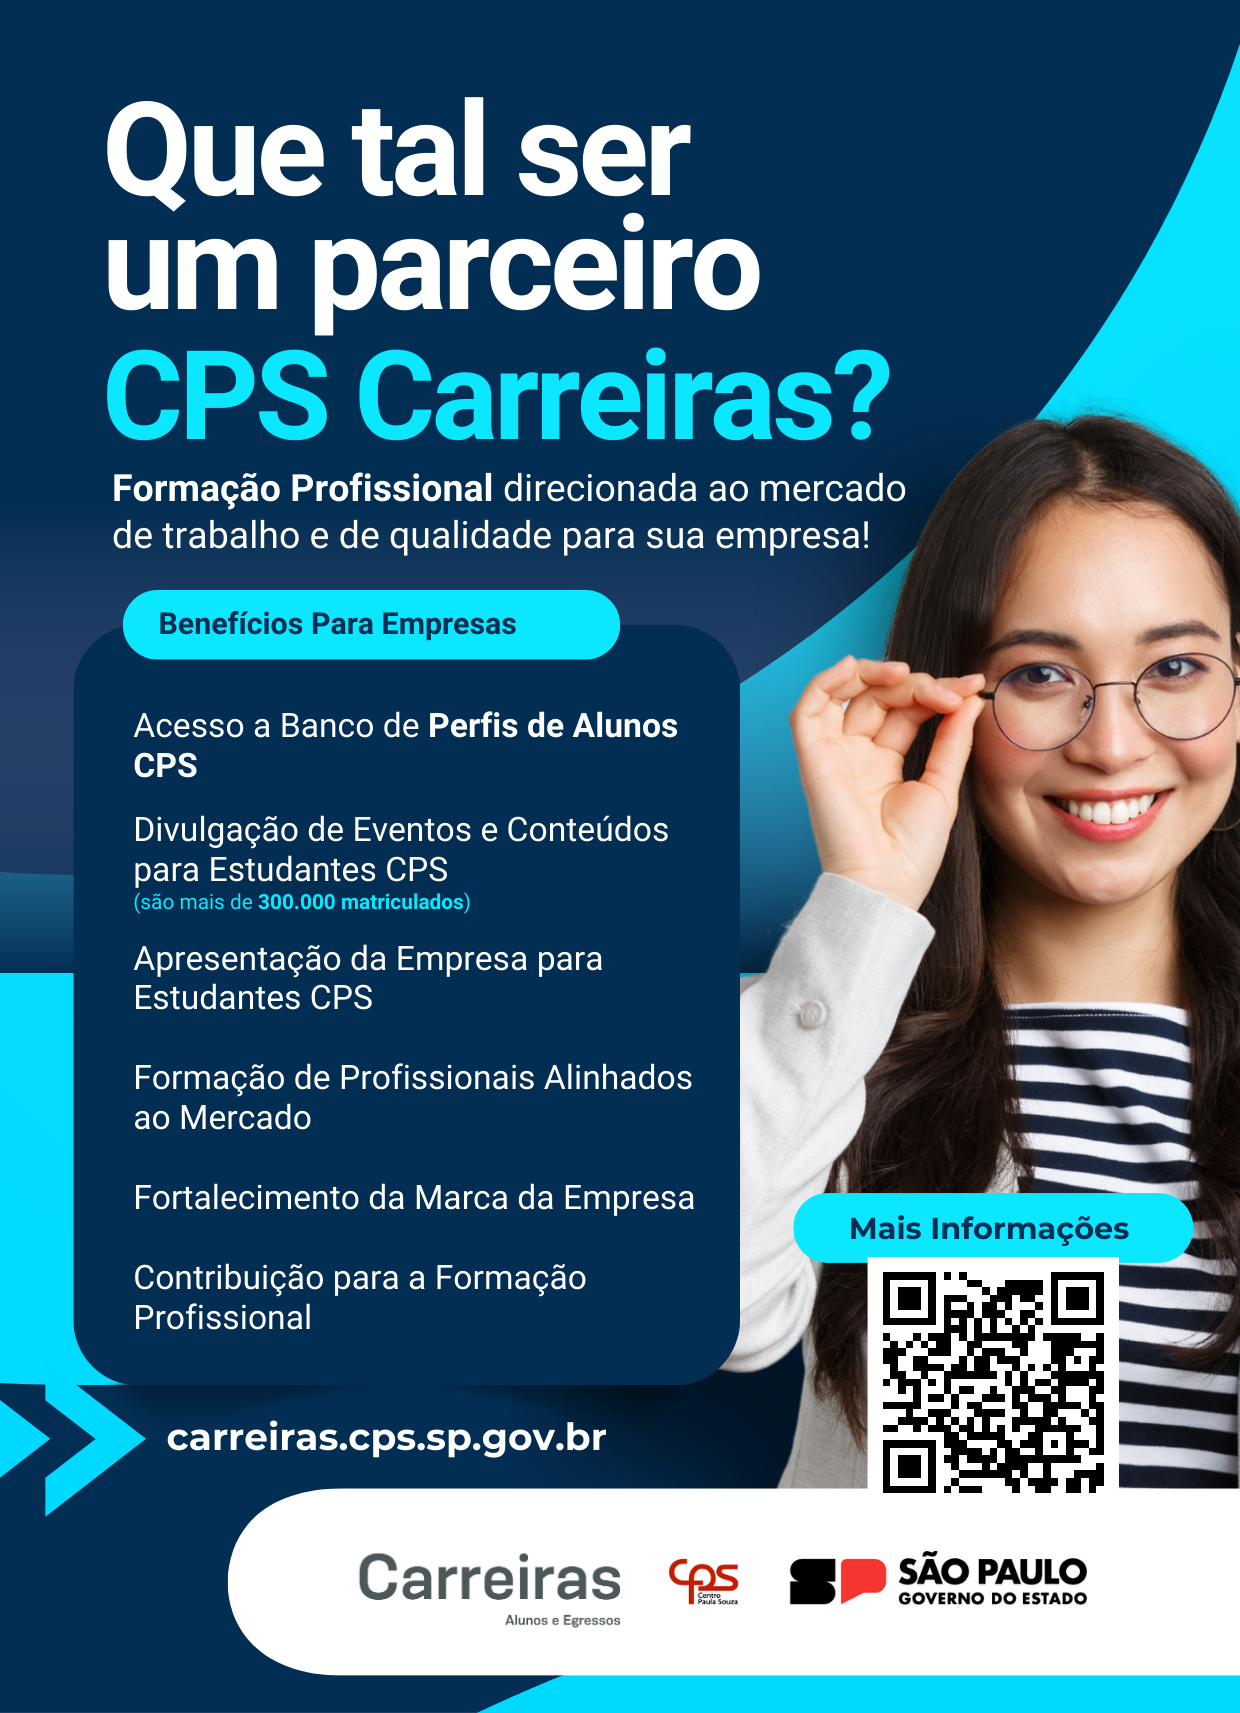 Que tal ser
um parceiro
CPS Carreiras?
Formação Profissional direcionada ao mercado
de trabalho e de qualidade para sua empresa!
Benefícios Para Empresas
Acesso a Banco de Perfis de Alunos
CPS
Divulgação de Eventos e Conteúdos
para Estudantes CPS
(são mais de 300.000 matriculados)
Apresentação da Empresa para
Estudantes CPS
Formação de Profissionais Alinhados
ao Mercado
Fortalecimento da Marca da Empresa
Contribuição para a Formação
Profissional
Mais Informações
carreiras.cps.sp.gov.br
Carreiras
Alunos e Egressos
cps
Centro
Paula Souza
SP
SÃO PAULO
GOVERNO DO ESTADO